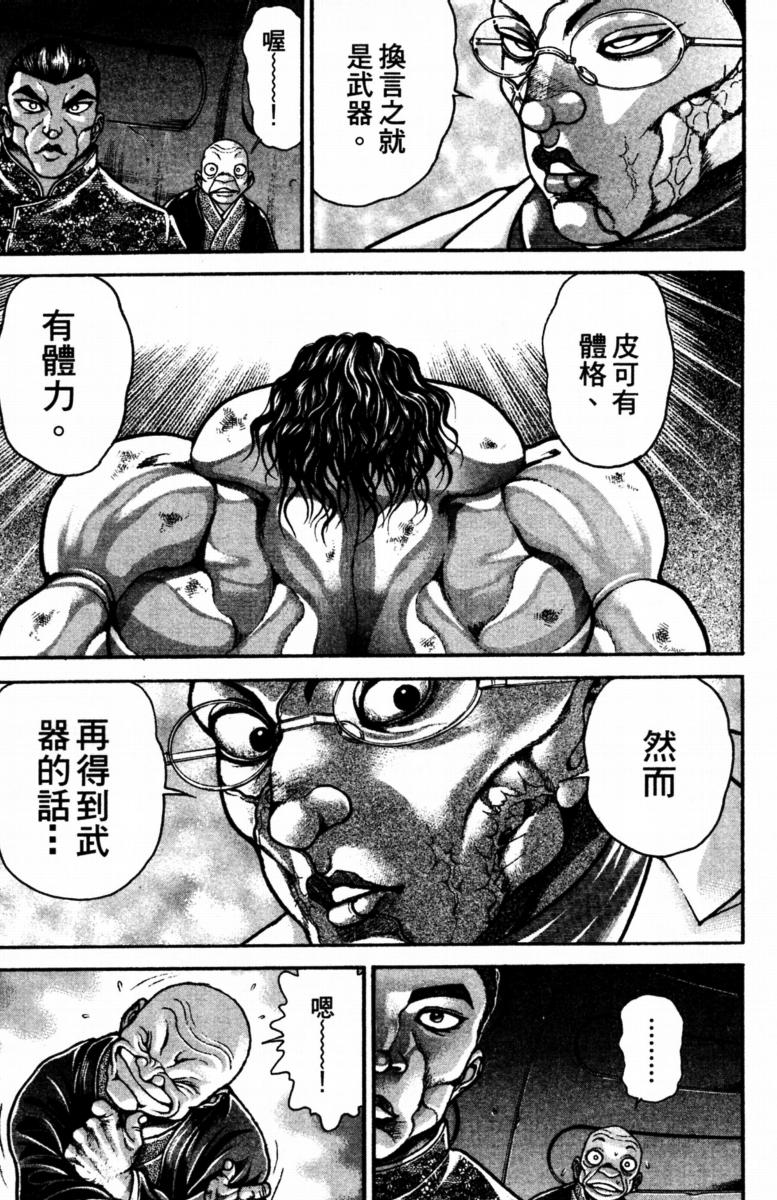 換言之就
是武器。
喔~~~~!
皮可有
體格、
有體力。
然而
再得到武
器的話…
………
嗯~~~~!